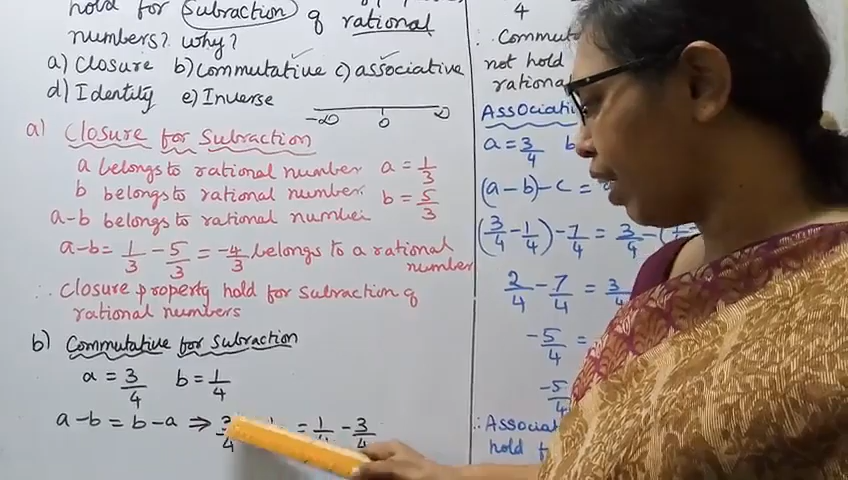 hold for Subraction of rational
numbers? why?
a) Closure b) Commutative c) associative
d) Identity e) Inverse
-∞ 0 ∞
a) Closure for Subraction
a belongs to rational number a = 1/3
b belongs to rational number b = 5/3
a-b belongs to rational number
a-b = 1/3 - 5/3 = -4/3 belongs to a rational
number
∴ Closure property hold for Subraction of
rational numbers
b) Commutative for Subraction
a = 3/4 b = 1/4
a-b = b-a ⇒ = 1/4 - 3/4
4
∴
not hold
rational
a = 3/4 b
(a-b)-c =
(3/4 - 1/4) - 7/4 = 3/4 -
2/4 - 7/4 = 3/4
-5/4 =
-5/4
∴
hold